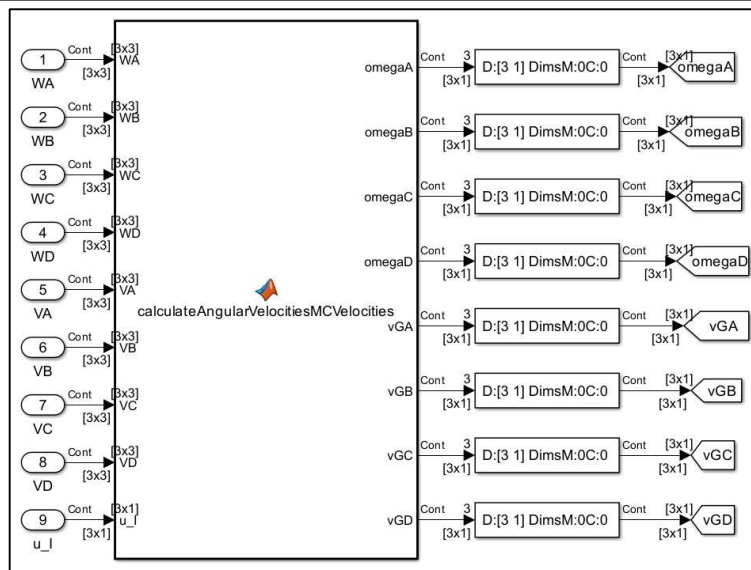 1 Cont [3x3] WA [3x3] WA
2 Cont [3x3] WB [3x3] WB
3 Cont [3x3] WC [3x3] WC
4 Cont [3x3] WD [3x3] WD
5 Cont [3x3] VA [3x3] VA
6 Cont [3x3] VB [3x3] VB
7 Cont [3x3] VC [3x3] VC
8 Cont [3x3] VD [3x3] VD
9 Cont [3x1] u_I [3x1] u_I
calculateAngularVelocitiesMCVelocities
omegaA Cont 3 [3x1] D:[3 1] DimsM:0C:0 Cont [3x1] [3x1] omegaA
omegaB Cont 3 [3x1] D:[3 1] DimsM:0C:0 Cont [3x1] [3x1] omegaB
omegaC Cont 3 [3x1] D:[3 1] DimsM:0C:0 Cont [3x1] [3x1] omegaC
omegaD Cont 3 [3x1] D:[3 1] DimsM:0C:0 Cont [3x1] [3x1] omegaD
vGA Cont 3 [3x1] D:[3 1] DimsM:0C:0 Cont [3x1] [3x1] vGA
vGB Cont 3 [3x1] D:[3 1] DimsM:0C:0 Cont [3x1] [3x1] vGB
vGC Cont 3 [3x1] D:[3 1] DimsM:0C:0 Cont [3x1] [3x1] vGC
vGD Cont 3 [3x1] D:[3 1] DimsM:0C:0 Cont [3x1] [3x1] vGD